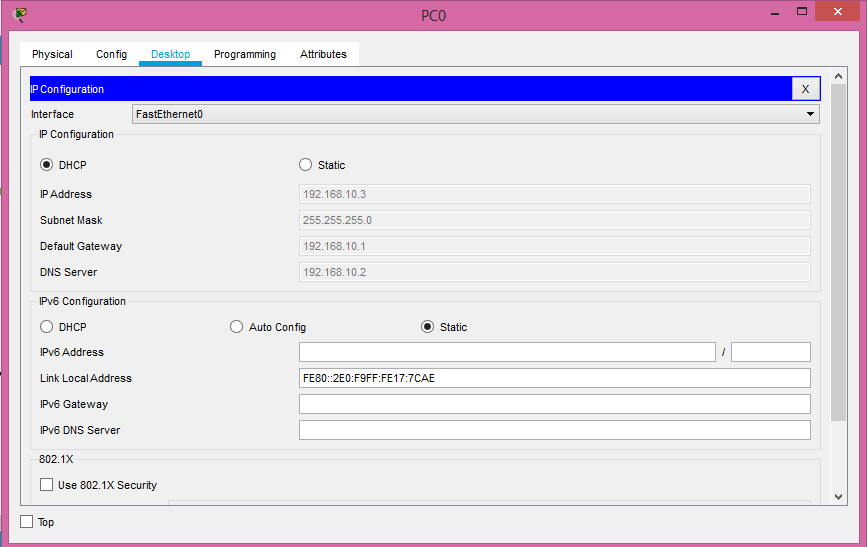 PC0
Physical Config Desktop Programming Attributes
IP Configuration X
Interface FastEthernet0
IP Configuration
DHCP Static
IP Address 192.168.10.3
Subnet Mask 255.255.255.0
Default Gateway 192.168.10.1
DNS Server 192.168.10.2
IPv6 Configuration
DHCP Auto Config Static
IPv6 Address /
Link Local Address FE80::2E0:F9FF:FE17:7CAE
IPv6 Gateway
IPv6 DNS Server
802.1X
Use 802.1X Security
Top